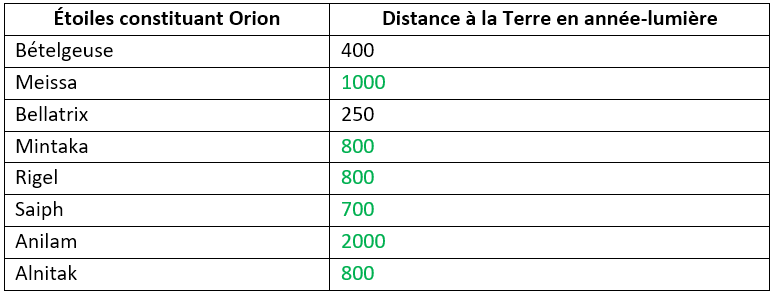 Étoiles constituant Orion Distance à la Terre en année-lumière
Bételgeuse 400
Meissa 1000
Bellatrix 250
Mintaka 800
Rigel 800
Saiph 700
Anilam 2000
Alnitak 800